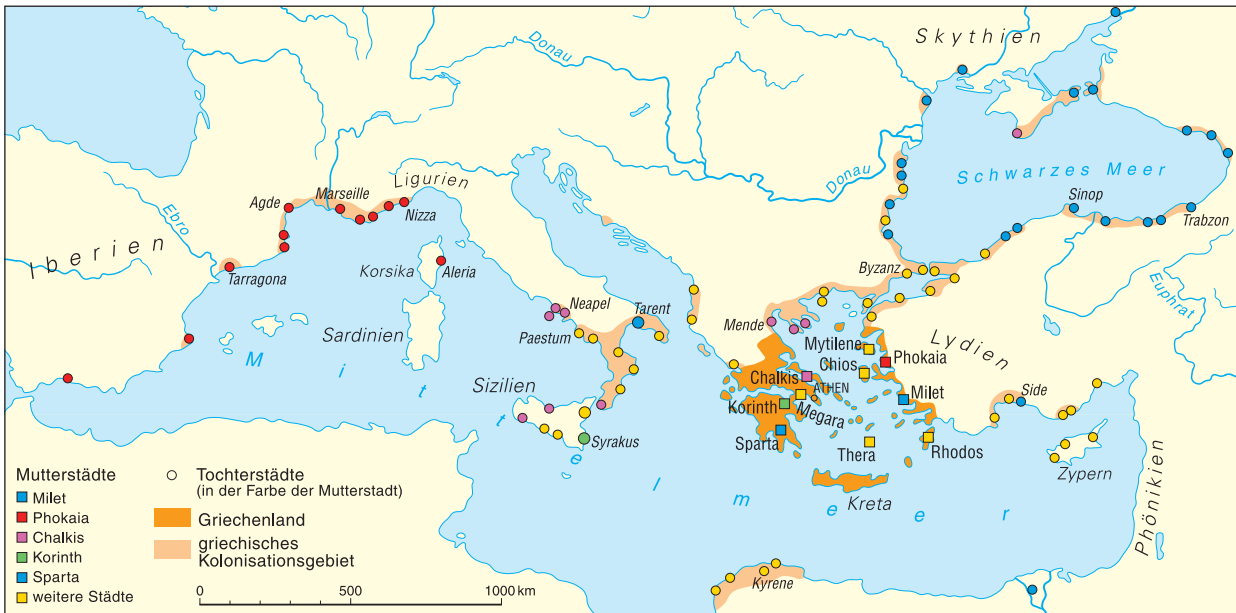 Skythien
Donau
Schwarzes Meer
Donau
Sinop
Trabzon
Ligurien
Marseille
Agde
Nizza
Ebro
Iberien
Tarragona
Korsika
Aleria
Sardinien
Neapel
Paestum
Tarent
Byzanz
Euphrat
Mende
Mytilene
Chios
Phokaia
Lydien
Chalkis
ATHEN
Milet
Side
Korinth
Megara
Sparta
Thera
Rhodos
Zypern
Phönikien
Kreta
Sizilien
Syrakus
Mittelmeer
Kyrene
Mutterstädte
Milet
Phokaia
Chalkis
Korinth
Sparta
weitere Städte
Tochterstädte
(in der Farbe der Mutterstadt)
Griechenland
griechisches
Kolonisationsgebiet
0 500 1000 km